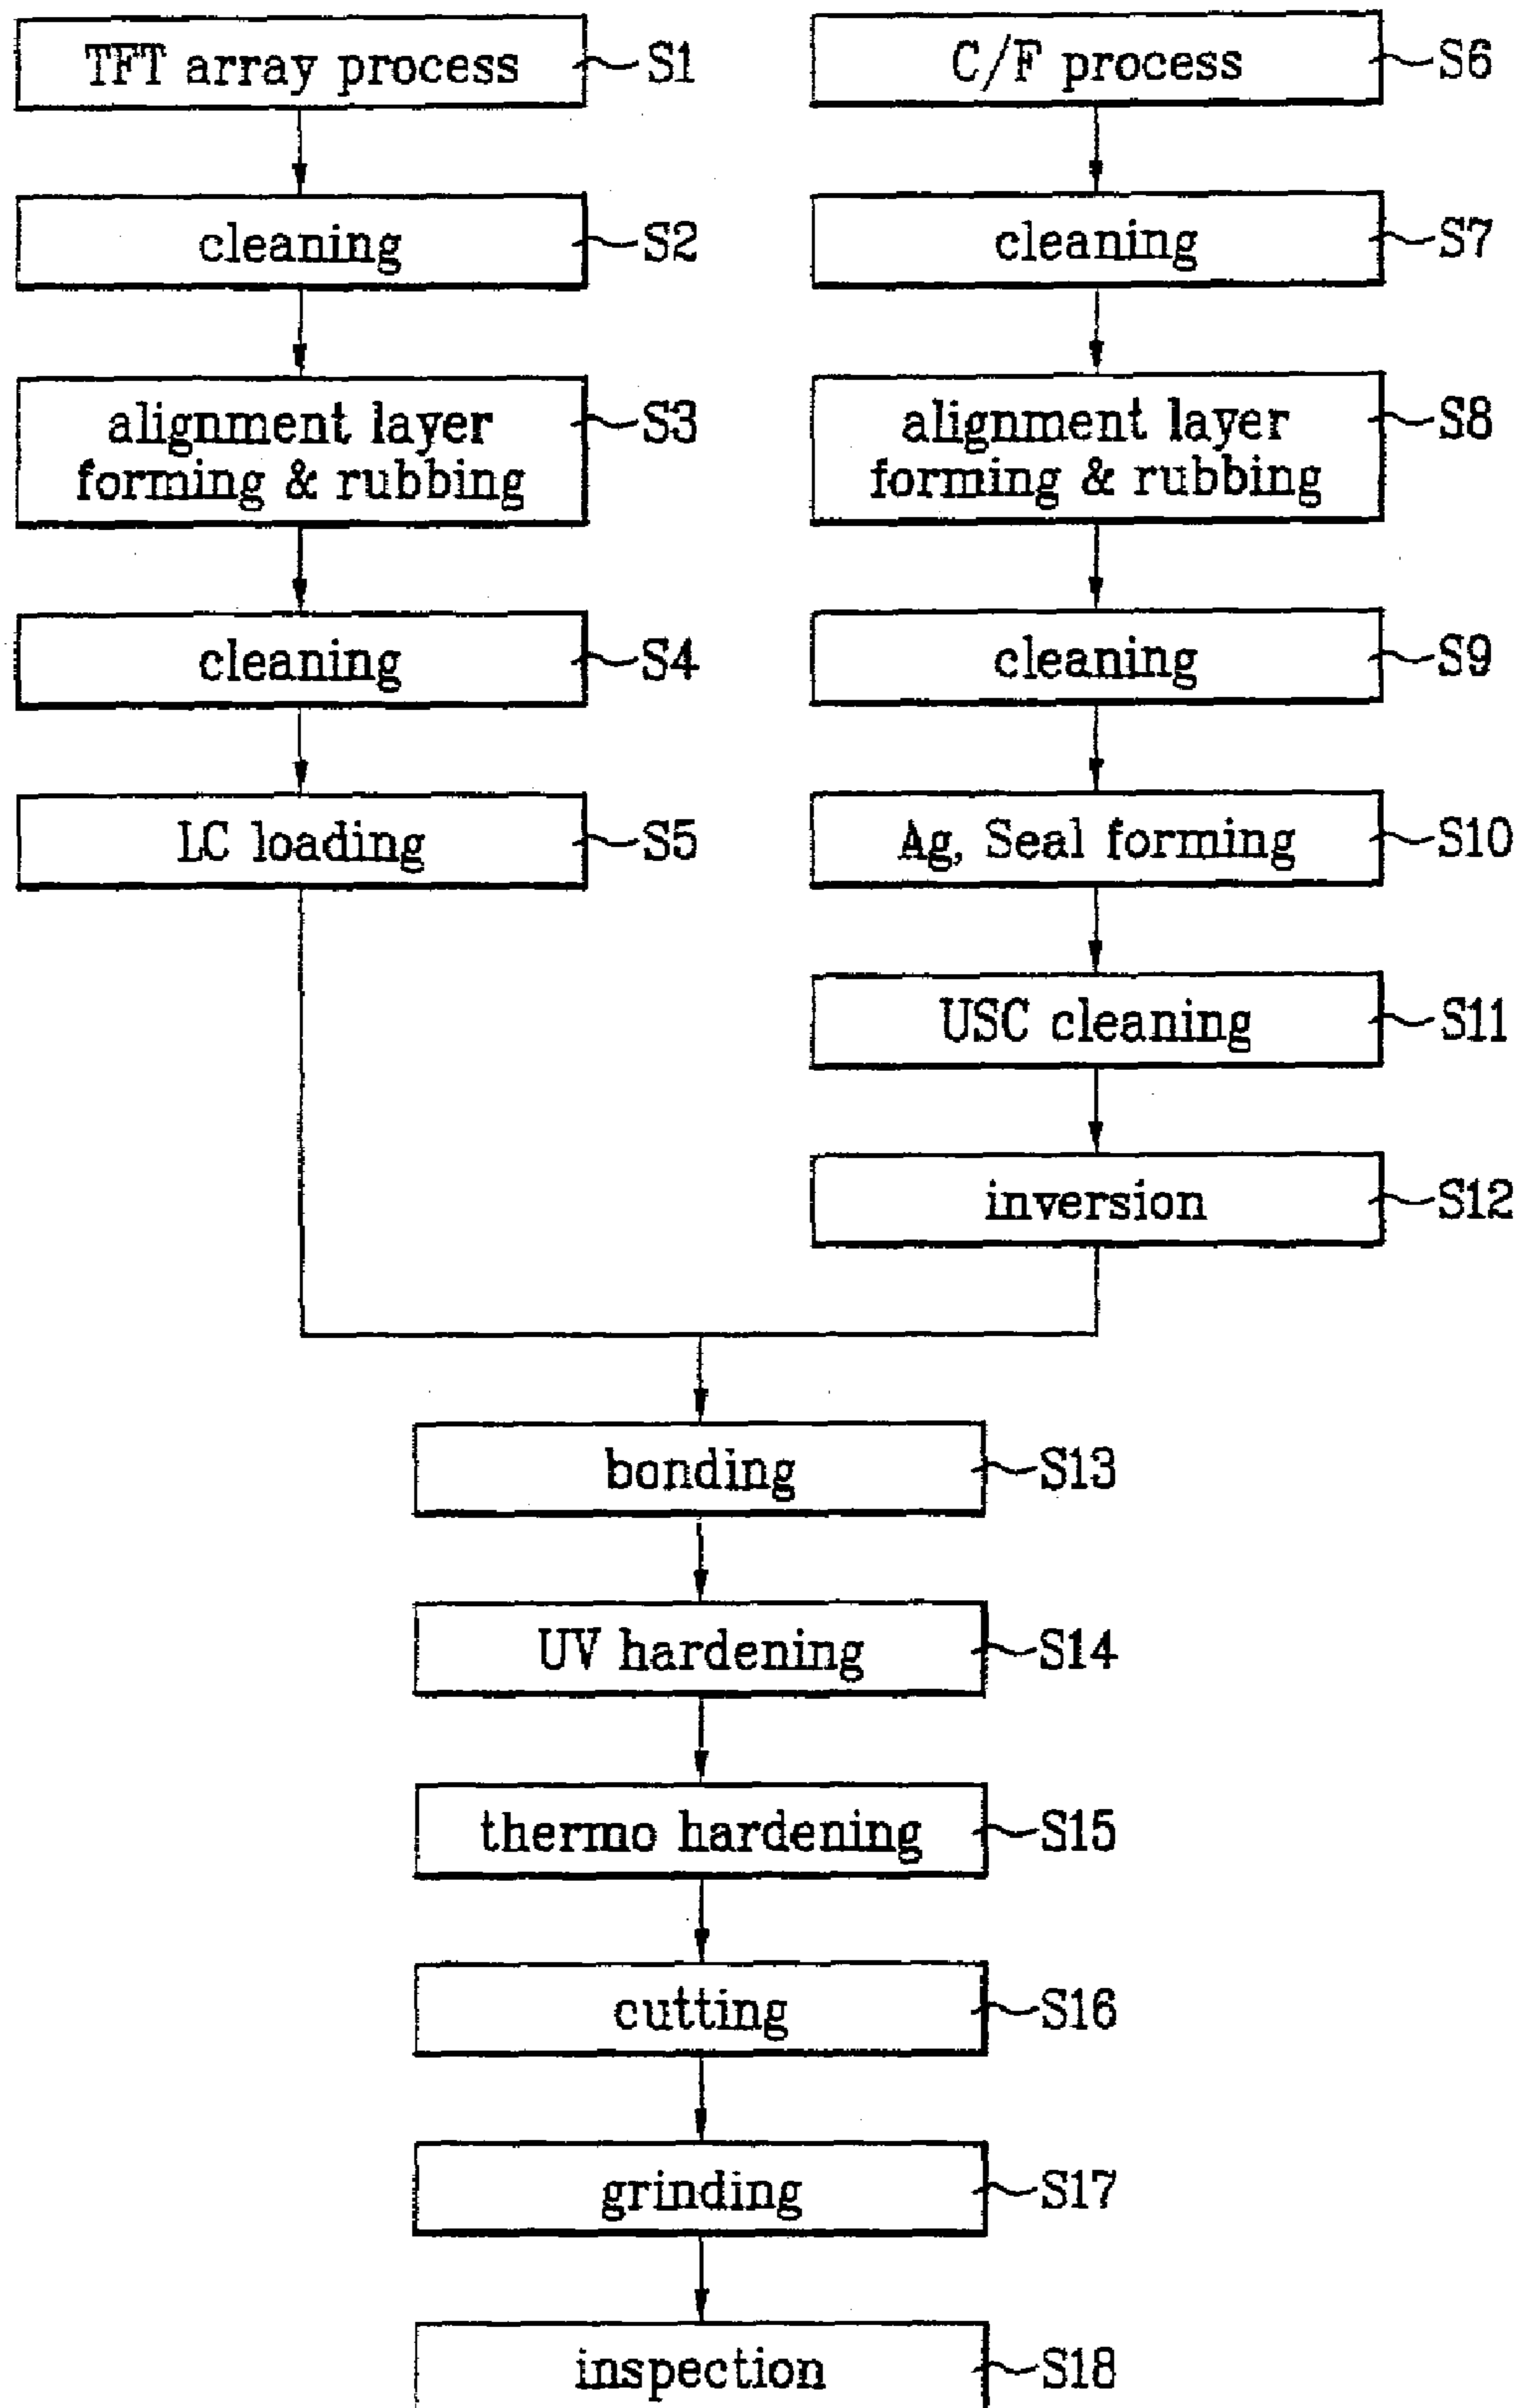 TFT array process S1
cleaning S2
alignment layer S3
forming & rubbing
cleaning S4
LC loading S5
C/F process S6
cleaning S7
alignment layer S8
forming & rubbing
cleaning S9
Ag, Seal forming S10
USC cleaning S11
inversion S12
bonding S13
UV hardening S14
thermo hardening S15
cutting S16
grinding S17
inspection S18